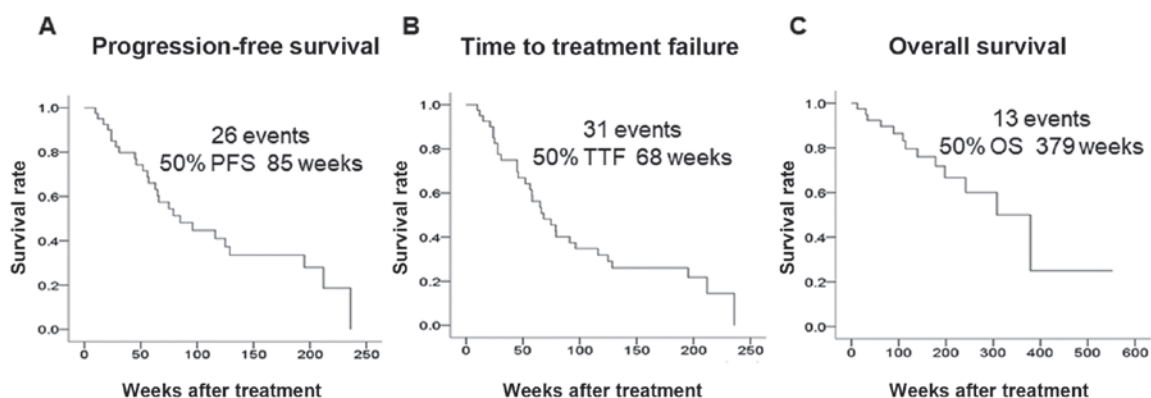 A
Progression-free survival
26 events
50% PFS 85 weeks
Survival rate
1.0
0.8
0.6
0.4
0.2
0.0
0
50
100
150
200
250
Weeks after treatment
B
Time to treatment failure
31 events
50% TTF 68 weeks
Survival rate
1.0
0.8
0.6
0.4
0.2
0.0
0
50
100
150
200
250
Weeks after treatment
C
Overall survival
13 events
50% OS 379 weeks
Survival rate
1.0
0.8
0.6
0.4
0.2
0.0
0
100
200
300
400
500
600
Weeks after treatment